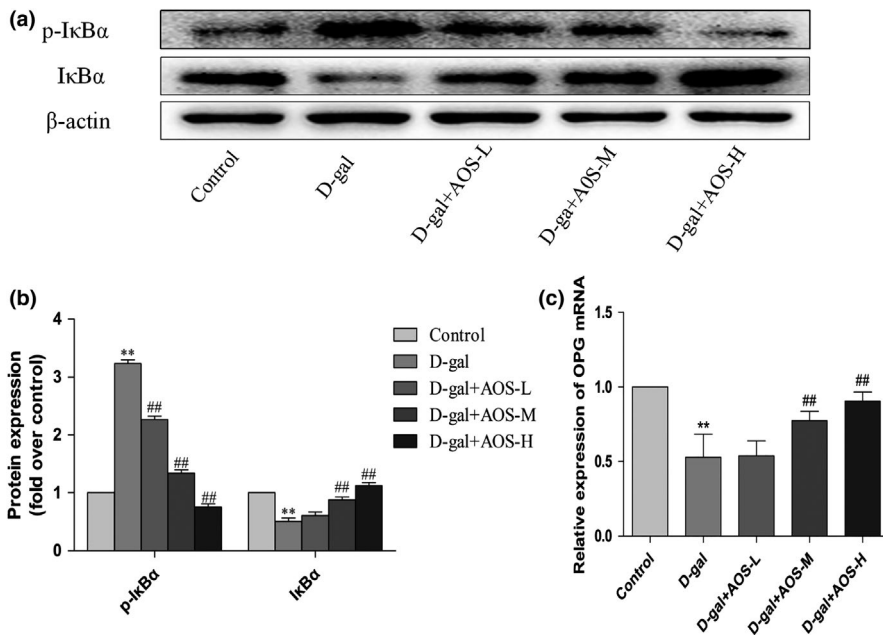 (a)
p-IκBα
IκBα
β-actin
Control
D-gal
D-gal+AOS-L
D-ga+A0S-M
D-gal+AOS-H
(b)
Protein expression
(fold over control)
4
3
2
1
0
**
##
##
##
**
##
##
p-IκBα
IκBα
Control
D-gal
D-gal+AOS-L
D-gal+AOS-M
D-gal+AOS-H
(c)
Relative expression of OPG mRNA
1.5
1.0
0.5
0.0
**
##
##
Control
D-gal
D-gal+AOS-L
D-gal+AOS-M
D-gal+AOS-H